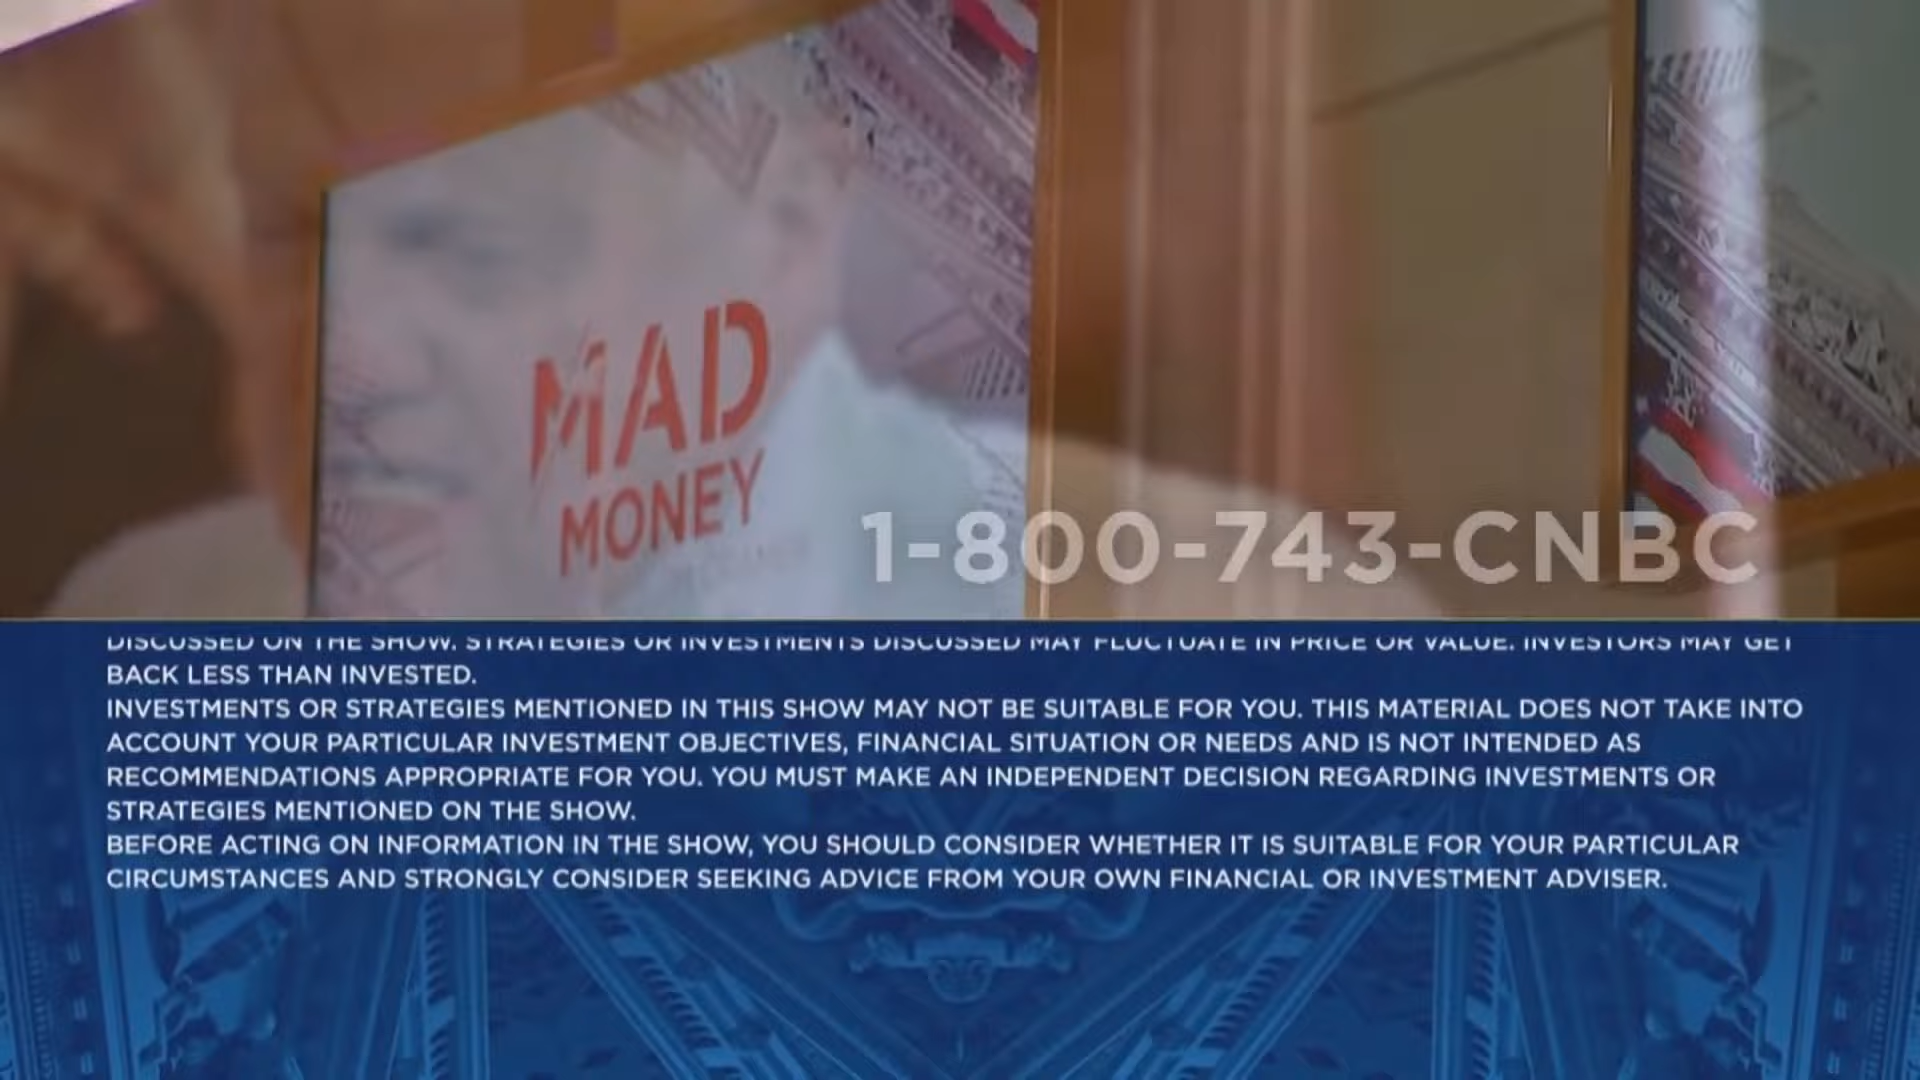 MAD
MONEY
1-800-743-CNBC
DISCUSSED ON THE SHOW. STRATEGIES OR INVESTMENTS DISCUSSED MAY FLUCTUATE IN PRICE OR VALUE. INVESTORS MAY GET
BACK LESS THAN INVESTED.
INVESTMENTS OR STRATEGIES MENTIONED IN THIS SHOW MAY NOT BE SUITABLE FOR YOU. THIS MATERIAL DOES NOT TAKE INTO
ACCOUNT YOUR PARTICULAR INVESTMENT OBJECTIVES, FINANCIAL SITUATION OR NEEDS AND IS NOT INTENDED AS
RECOMMENDATIONS APPROPRIATE FOR YOU. YOU MUST MAKE AN INDEPENDENT DECISION REGARDING INVESTMENTS OR
STRATEGIES MENTIONED ON THE SHOW.
BEFORE ACTING ON INFORMATION IN THE SHOW, YOU SHOULD CONSIDER WHETHER IT IS SUITABLE FOR YOUR PARTICULAR
CIRCUMSTANCES AND STRONGLY CONSIDER SEEKING ADVICE FROM YOUR OWN FINANCIAL OR INVESTMENT ADVISER.